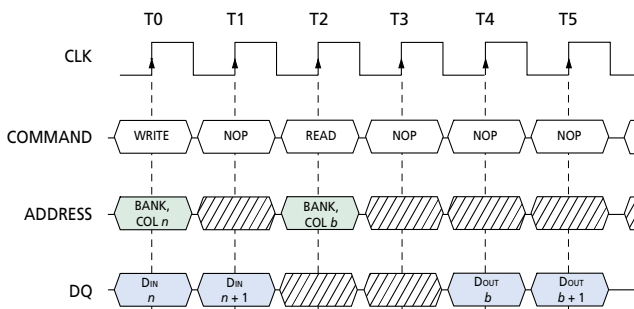 T0 T1 T2 T3 T4 T5
CLK
COMMAND WRITE NOP READ NOP NOP NOP
ADDRESS BANK, COL n BANK, COL b
DQ DIN n DIN n + 1 DOUT b DOUT b + 1